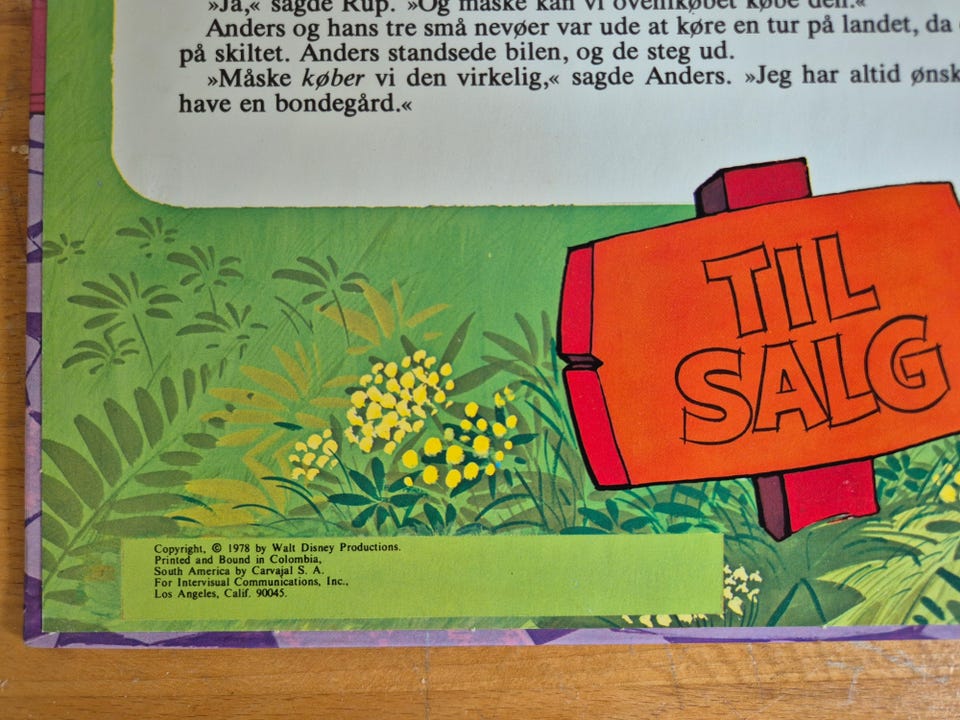 »Ja,« sagde Rup. »Og måske kan vi ovenikøbet købe den.«
Anders og hans tre små nevøer var ude at køre en tur på landet, da
på skiltet. Anders standsede bilen, og de steg ud.
»Måske køber vi den virkelig,« sagde Anders. »Jeg har altid
have en bondegård.«
TIL
SALG
Copyright, © 1978 by Walt Disney Productions.
Printed and Bound in Colombia,
South America by Carvajal S. A.
For Intervisual Communications, Inc.,
Los Angeles, Calif. 90045.